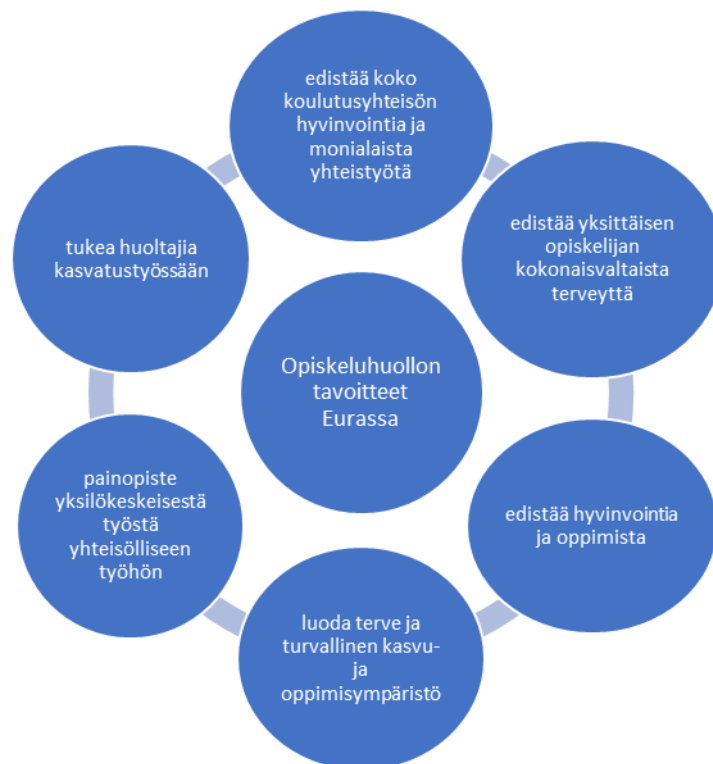 edistää koko
koulutusyhteisön
hyvinvointia ja
monialaista
yhteistyötä
edistää yksittäisen
opiskelijan
kokonaisvaltaista
terveyttä
edistää hyvinvointia
ja oppimista
luoda terve ja
turvallinen kasvu-
ja
oppimisympäristö
painopiste
yksilökeskeisestä
työstä
yhteisölliseen
työhön
tukea huoltajia
kasvatustyössään
Opiskeluhuollon
tavoitteet
Eurassa